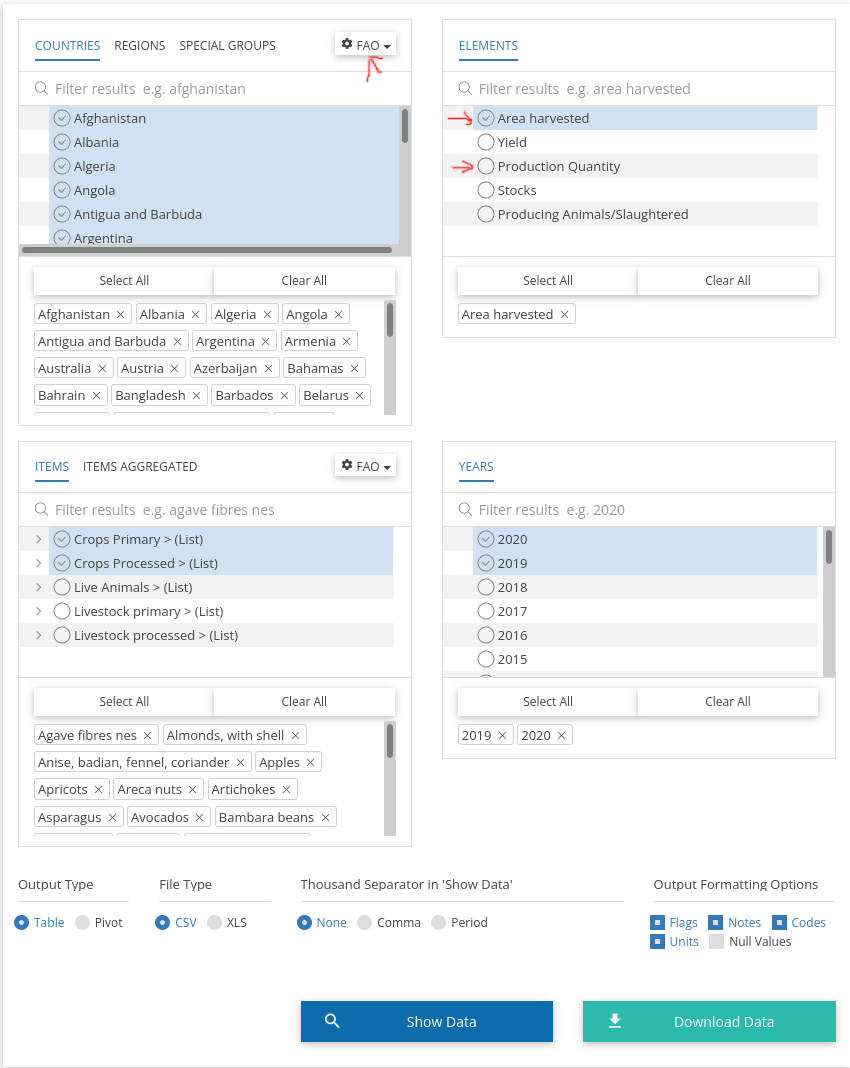 COUNTRIES REGIONS SPECIAL GROUPS FAO
Filter results e.g. afghanistan
Afghanistan
Albania
Algeria
Angola
Antigua and Barbuda
Argentina
Select All Clear All
Afghanistan × Albania × Algeria × Angola ×
Antigua and Barbuda × Argentina × Armenia ×
Australia × Austria × Azerbaijan × Bahamas ×
Bahrain × Bangladesh × Barbados × Belarus ×
ELEMENTS
Filter results e.g. area harvested
Area harvested
Yield
Production Quantity
Stocks
Producing Animals/Slaughtered
Select All Clear All
Area harvested ×
ITEMS ITEMS AGGREGATED FAO
Filter results e.g. agave fibres nes
> Crops Primary > (List)
> Crops Processed > (List)
> Live Animals > (List)
> Livestock primary > (List)
> Livestock processed > (List)
Select All Clear All
Agave fibres nes × Almonds, with shell ×
Anise, badian, fennel, coriander × Apples ×
Apricots × Areca nuts × Artichokes ×
Asparagus × Avocados × Bambara beans ×
YEARS
Filter results e.g. 2020
2020
2019
2018
2017
2016
2015
Select All Clear All
2019 × 2020 ×
Output Type
Table Pivot
File Type
CSV XLS
Thousand Separator in 'Show Data'
None Comma Period
Output Formatting Options
Flags Notes Codes
Units Null Values
Show Data
Download Data